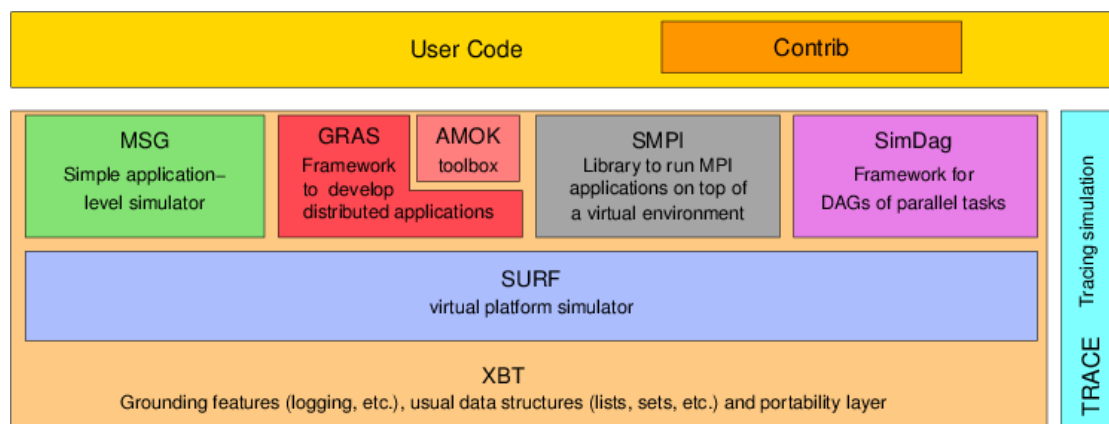 User Code
Contrib
MSG
Simple application–
level simulator
GRAS
Framework
to develop
distributed applications
AMOK
toolbox
SMPI
Library to run MPI
applications on top of
a virtual environment
SimDag
Framework for
DAGs of parallel tasks
SURF
virtual platform simulator
XBT
Grounding features (logging, etc.), usual data structures (lists, sets, etc.) and portability layer
TRACE Tracing simulation